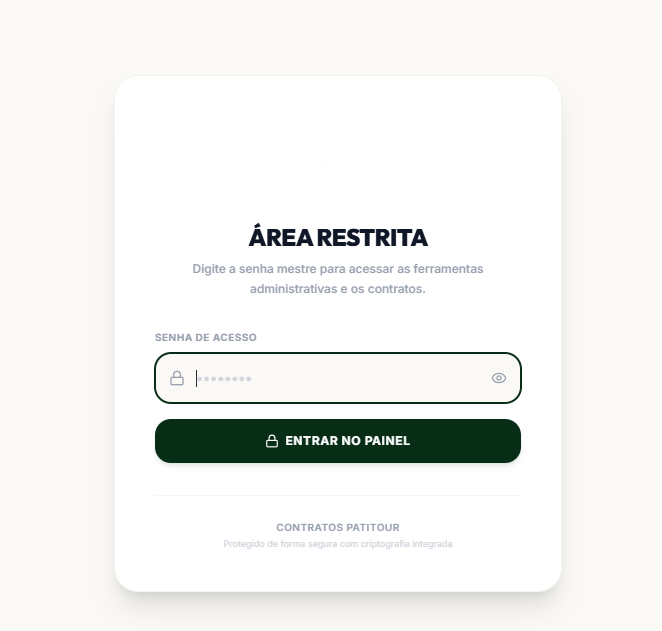 ÁREA RESTRITA
Digite a senha mestre para acessar as ferramentas
administrativas e os contratos.
SENHA DE ACESSO
••••••••
ENTRAR NO PAINEL
CONTRATOS PATITOUR
Protegido de forma segura com criptografia integrada